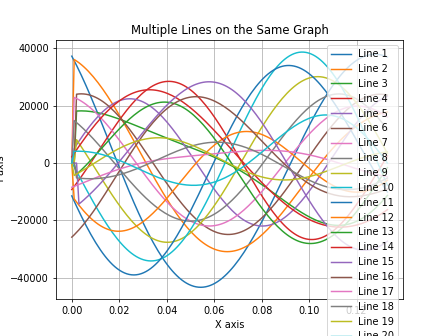 Multiple Lines on the Same Graph
40000
20000
0
−20000
−40000
0.00 0.02 0.04 0.06 0.08 0.10
X axis
Line 1
Line 2
Line 3
Line 4
Line 5
Line 6
Line 7
Line 8
Line 9
Line 10
Line 11
Line 12
Line 13
Line 14
Line 15
Line 16
Line 17
Line 18
Line 19
Line 20